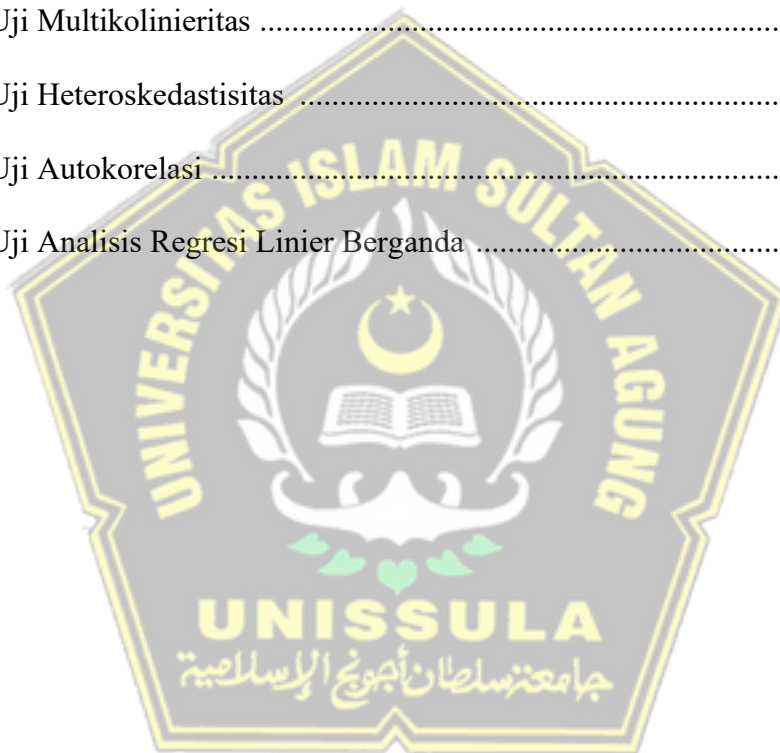 Uji Multikolinieritas ..................................................................
Uji Heteroskedastisitas .............................................................
Uji Autokorelasi ........................................................................
Uji Analisis Regresi Linier Berganda .......................................
UNIVERSITAS ISLAM SULTAN AGUNG
UNISSULA
جامعة سلطان أجونج الإسلامية